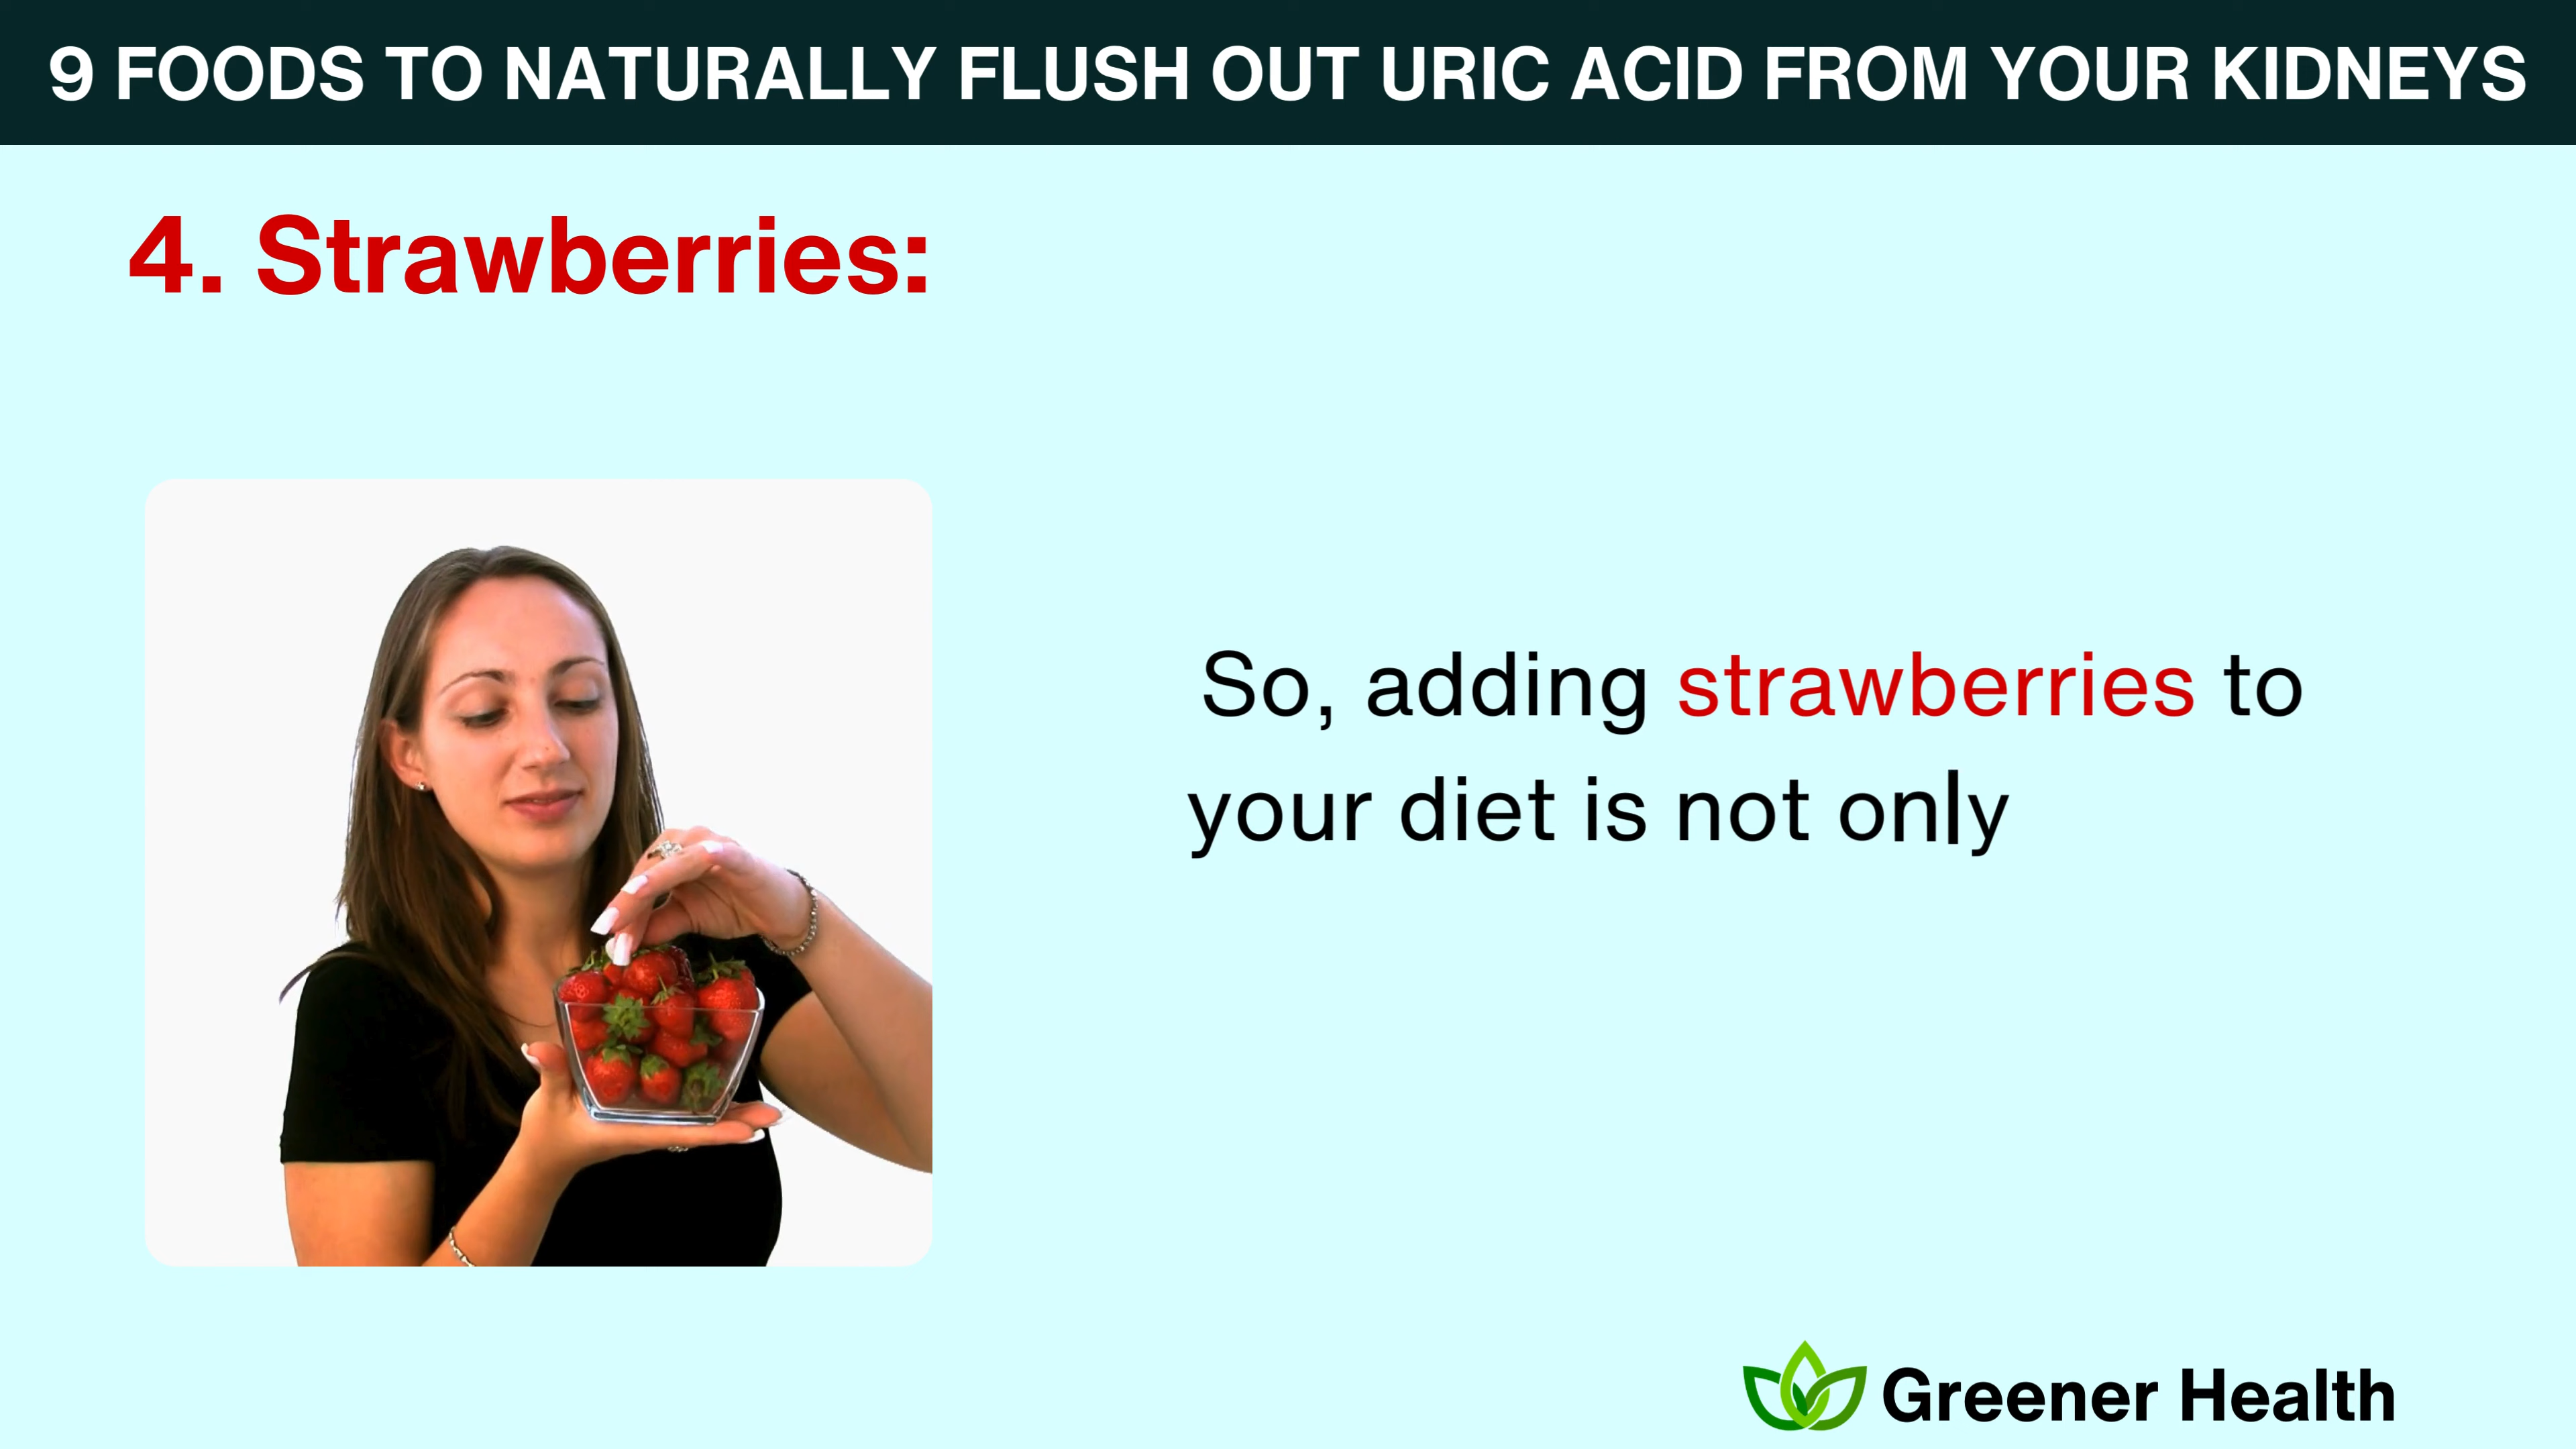 9 FOODS TO NATURALLY FLUSH OUT URIC ACID FROM YOUR KIDNEYS
4. Strawberries:
So, adding strawberries to
your diet is not only
Greener Health